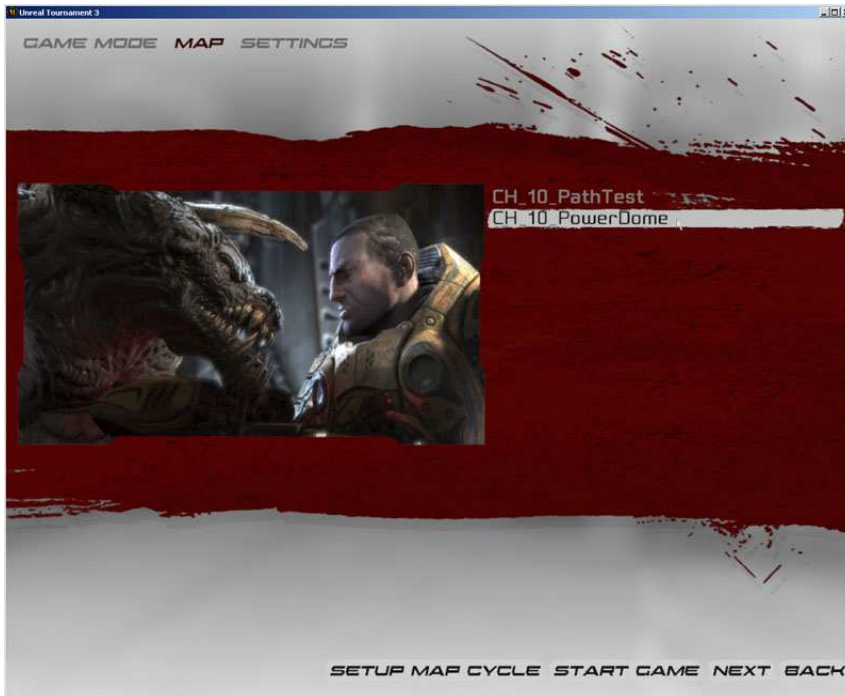 Unreal Tournament 3
GAME MODE MAP SETTINGS
CH_10_PathTest
CH_10_PowerDome
SETUP MAP CYCLE START GAME NEXT BACK